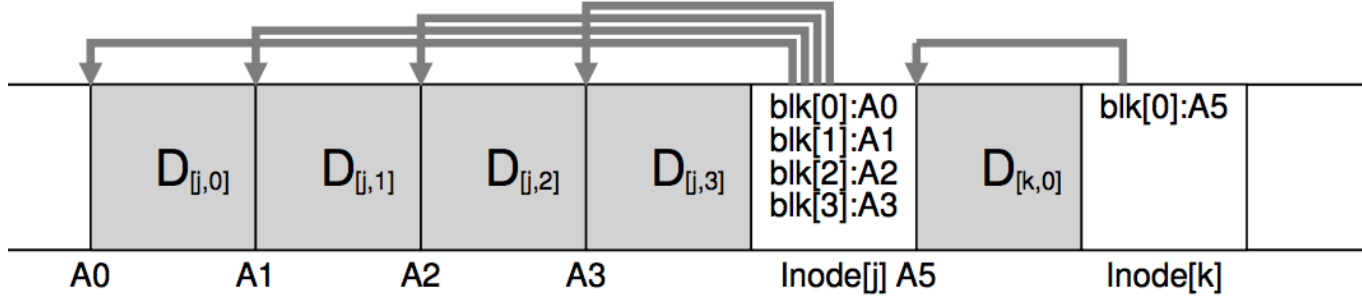 blk[0]:A0
blk[1]:A1
blk[2]:A2
blk[3]:A3
blk[0]:A5
D[j,0] D[j,1] D[j,2] D[j,3] D[k,0]
A0 A1 A2 A3 Inode[j] A5 Inode[k]